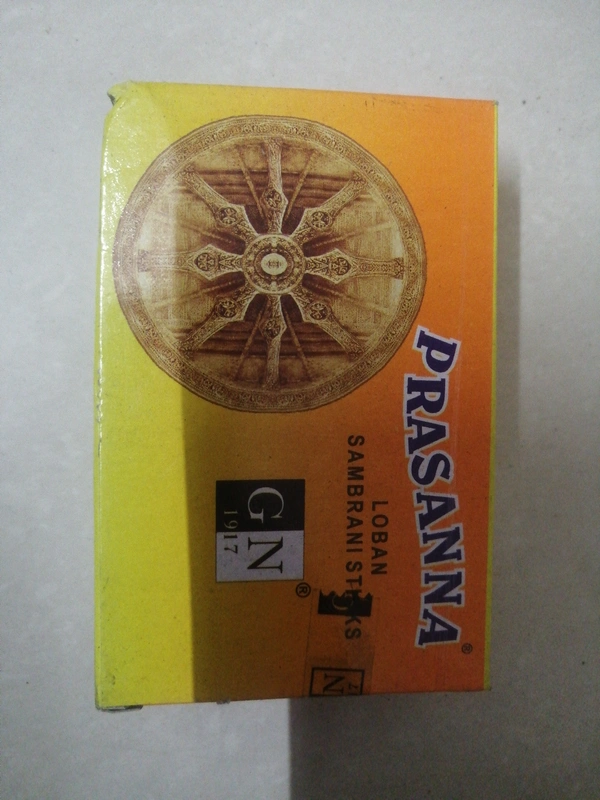 PRASANNA®
LOBAN
SAMBRANI STICKS
GN®
1917
N